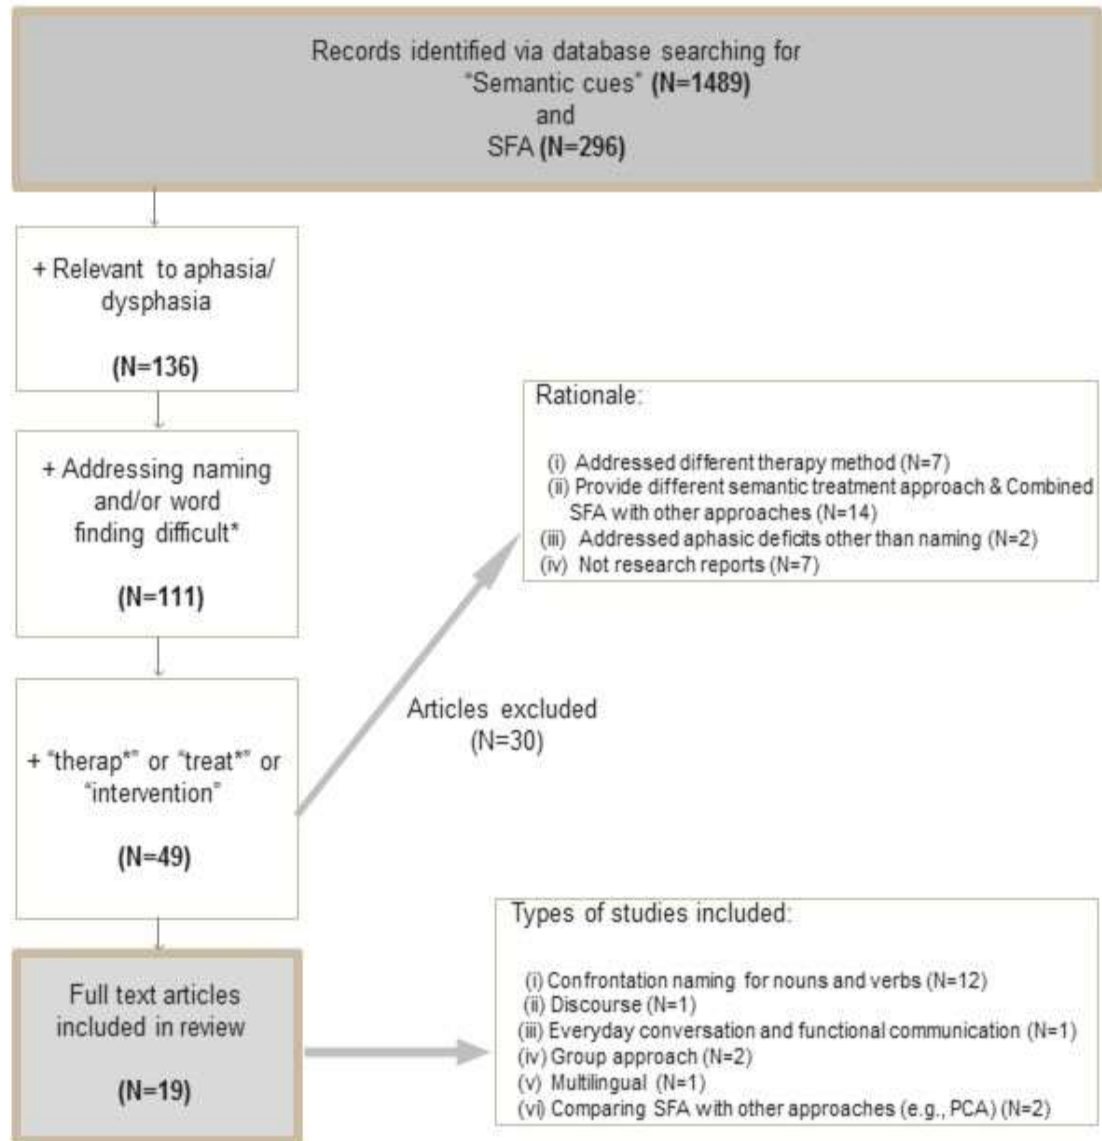 Records identified via database searching for
"Semantic cues" (N=1489)
and
SFA (N=296)
+ Relevant to aphasia/
dysphasia
(N=136)
+ Addressing naming
and/or word
finding difficult*
(N=111)
+ "therap*" or "treat*" or
"intervention"
(N=49)
Articles excluded
(N=30)
Rationale:
(i) Addressed different therapy method (N=7)
(ii) Provide different semantic treatment approach & Combined
SFA with other approaches (N=14)
(iii) Addressed aphasic deficits other than naming (N=2)
(iv) Not research reports (N=7)
Full text articles
included in review
(N=19)
Types of studies included:
(i) Confrontation naming for nouns and verbs (N=12)
(ii) Discourse (N=1)
(iii) Everyday conversation and functional communication (N=1)
(iv) Group approach (N=2)
(v) Multilingual (N=1)
(vi) Comparing SFA with other approaches (e.g., PCA) (N=2)